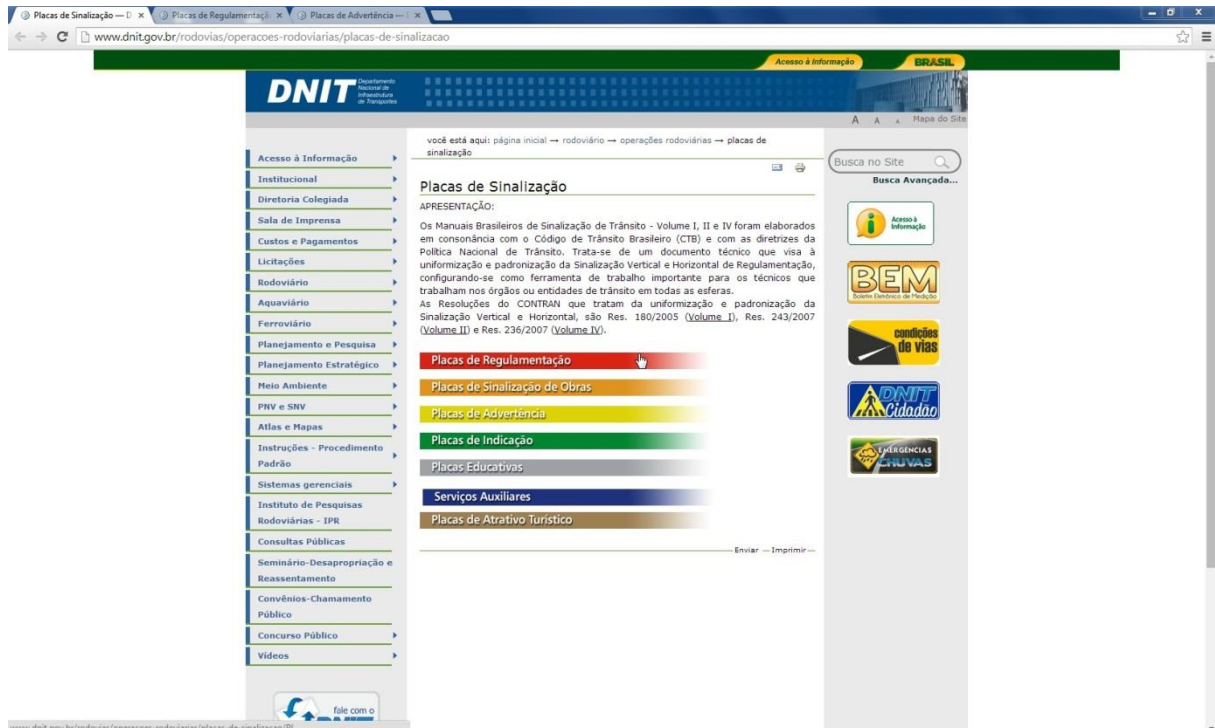 Placas de Sinalização — D
Placas de Regulamentaçã
Placas de Advertência —
www.dnit.gov.br/rodovias/operacoes-rodoviarias/placas-de-sinalizacao
Acesso à Informação
BRASIL
DNIT
Departamento
Nacional de
Infraestrutura
de Transportes
A A A Mapa do Site
você está aqui: página inicial → rodoviário → operações rodoviárias → placas de
sinalização
Acesso à Informação
Institucional
Diretoria Colegiada
Sala de Imprensa
Custos e Pagamentos
Licitações
Rodoviário
Aquaviário
Ferroviário
Planejamento e Pesquisa
Planejamento Estratégico
Meio Ambiente
PNV e SNV
Atlas e Mapas
Instruções - Procedimento
Padrão
Sistemas gerenciais
Instituto de Pesquisas
Rodoviárias - IPR
Consultas Públicas
Seminário-Desapropriação e
Reassentamento
Convênios-Chamamento
Público
Concurso Público
Vídeos
fale com o
Placas de Sinalização
APRESENTAÇÃO:
Os Manuais Brasileiros de Sinalização de Trânsito - Volume I, II e IV foram elaborados
em consonância com o Código de Trânsito Brasileiro (CTB) e com as diretrizes da
Política Nacional de Trânsito. Trata-se de um documento técnico que visa à
uniformização e padronização da Sinalização Vertical e Horizontal de Regulamentação,
configurando-se como ferramenta de trabalho importante para os técnicos que
trabalham nos órgãos ou entidades de trânsito em todas as esferas.
As Resoluções do CONTRAN que tratam da uniformização e padronização da
Sinalização Vertical e Horizontal, são Res. 180/2005 (Volume I), Res. 243/2007
(Volume II) e Res. 236/2007 (Volume IV).
Placas de Regulamentação
Placas de Sinalização de Obras
Placas de Advertência
Placas de Indicação
Placas Educativas
Serviços Auxiliares
Placas de Atrativo Turístico
Enviar — Imprimir
Busca no Site
Busca Avançada...
Acesso à
Informação
BEM
Boletim Eletrônico de Medição
condições
de vias
DNIT
Cidadão
EMERGÊNCIAS
CHUVAS